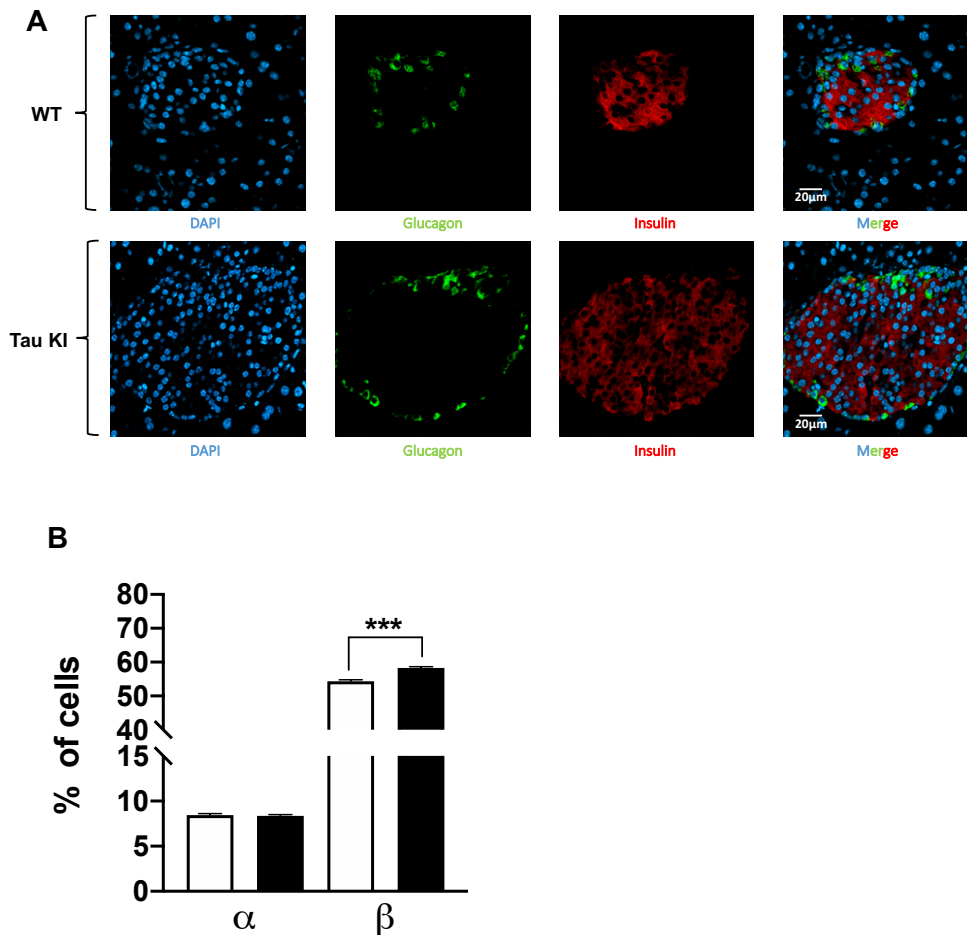 A
WT
DAPI
Glucagon
Insulin
Merge
20µm
Tau KI
DAPI
Glucagon
Insulin
Merge
20µm
B
% of cells
80
70
60
50
40
15
10
5
0
***
α
β